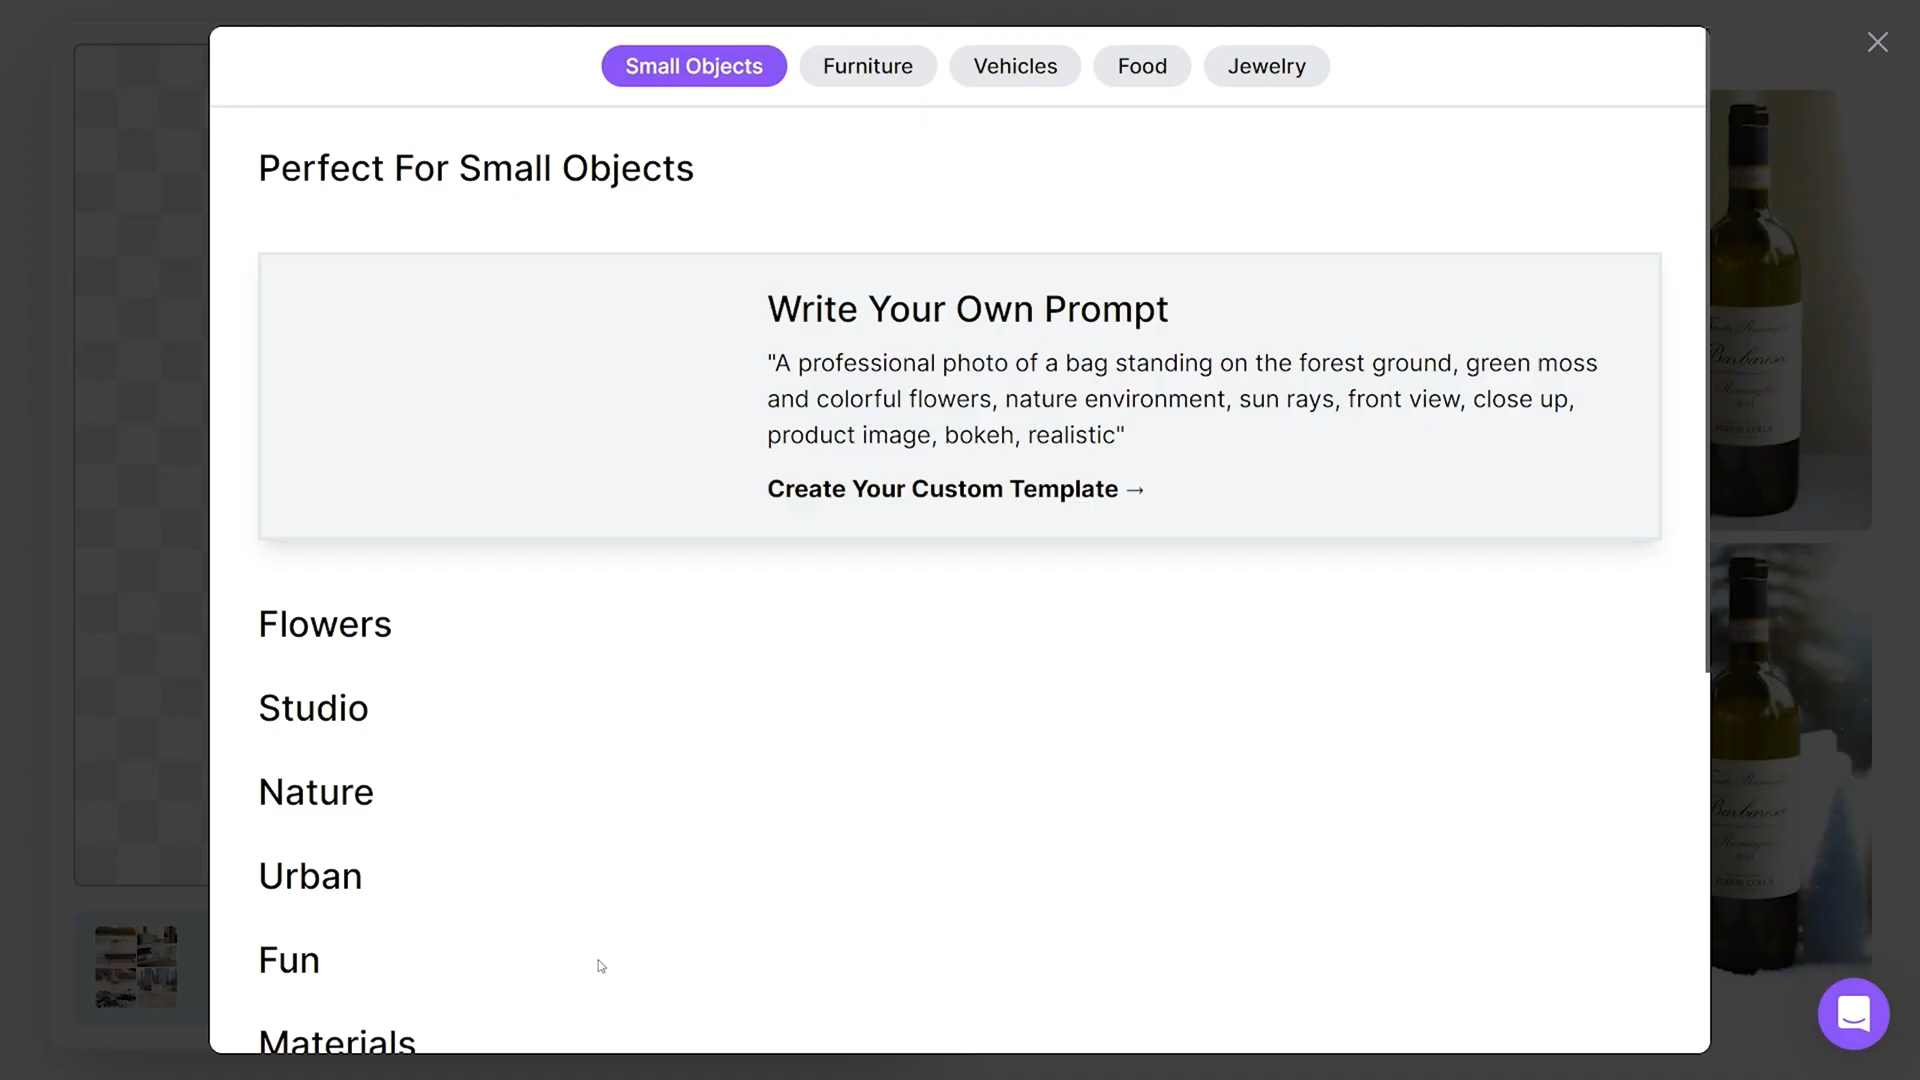 Small Objects
Furniture
Vehicles
Food
Jewelry
Perfect For Small Objects
Write Your Own Prompt
"A professional photo of a bag standing on the forest ground, green moss
and colorful flowers, nature environment, sun rays, front view, close up,
product image, bokeh, realistic"
Create Your Custom Template →
Flowers
Studio
Nature
Urban
Fun
Materials
Barbaresco
Barbaresco